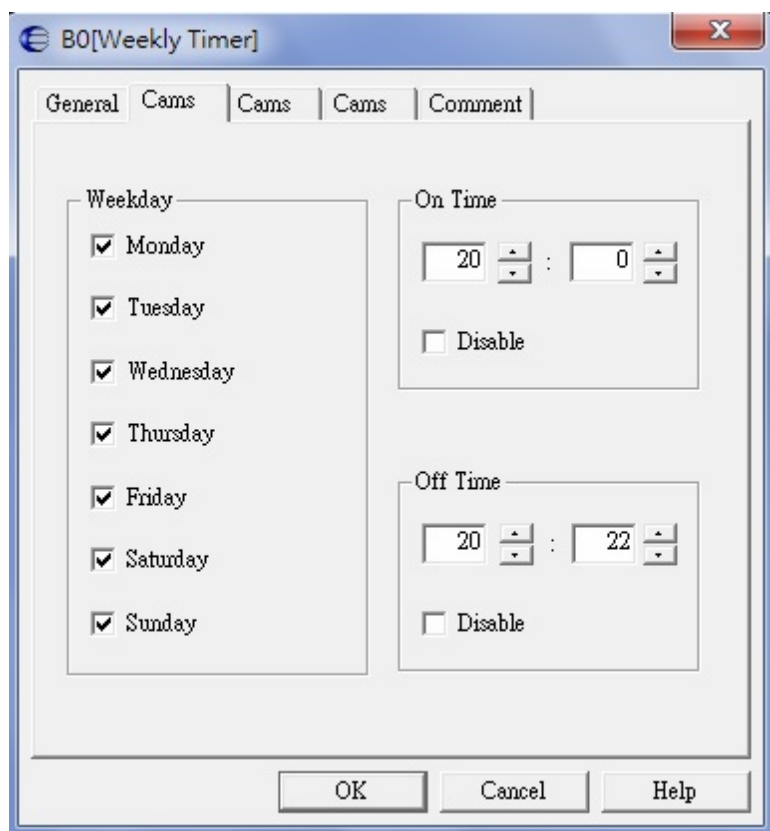 B0[Weekly Timer]
General Cams Cams Cams Comment
Weekday
Monday
Tuesday
Wednesday
Thursday
Friday
Saturday
Sunday
On Time
20 : 0
Disable
Off Time
20 : 22
Disable
OK Cancel Help